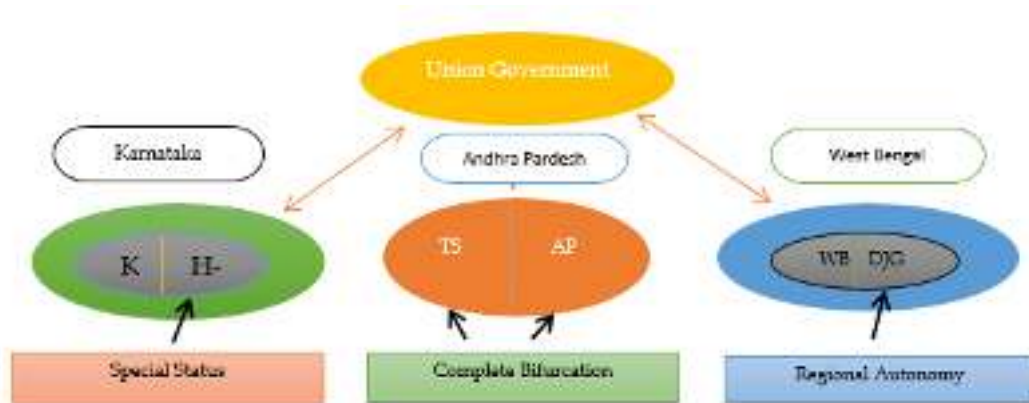 Union Government
Karnataka
Andhra Pardesh
West Bengal
K H-
TS AP
WB DJG
Special Status
Complete Bifurcation
Regional Autonomy